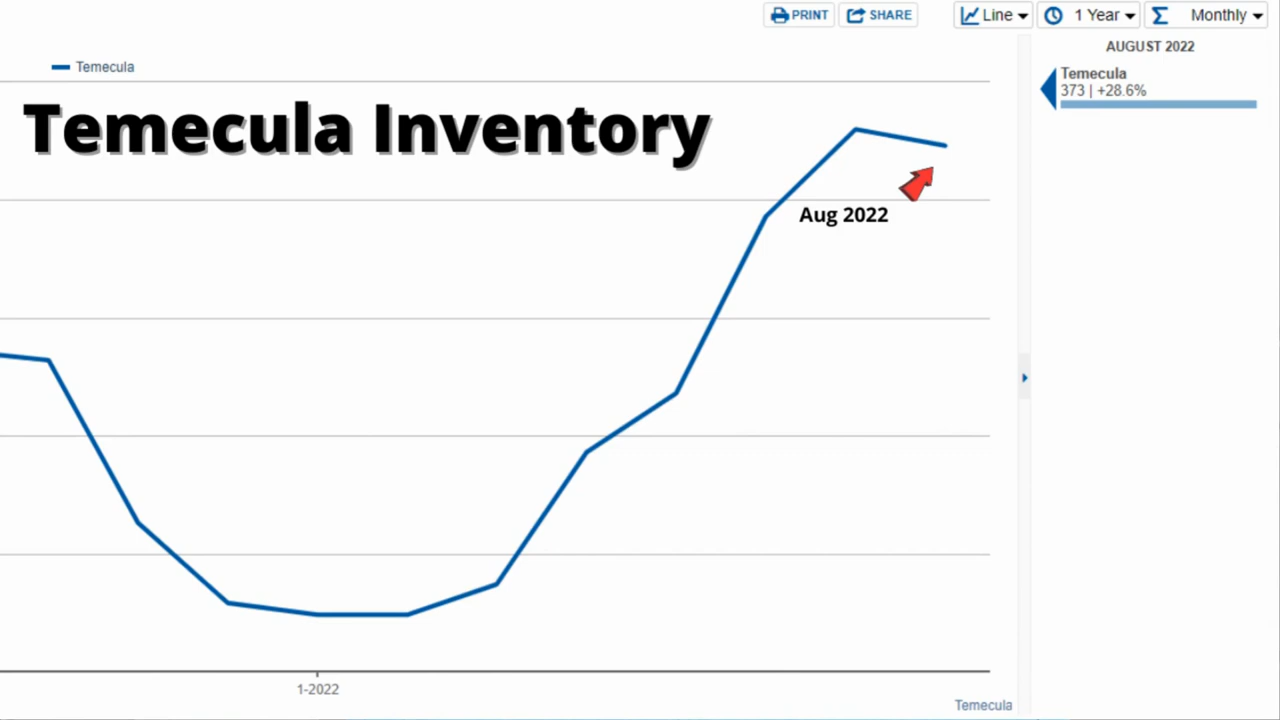 PRINT SHARE Line 1 Year Monthly
AUGUST 2022
Temecula
Temecula
373 | +28.6%
Temecula Inventory
Aug 2022
1-2022
Temecula